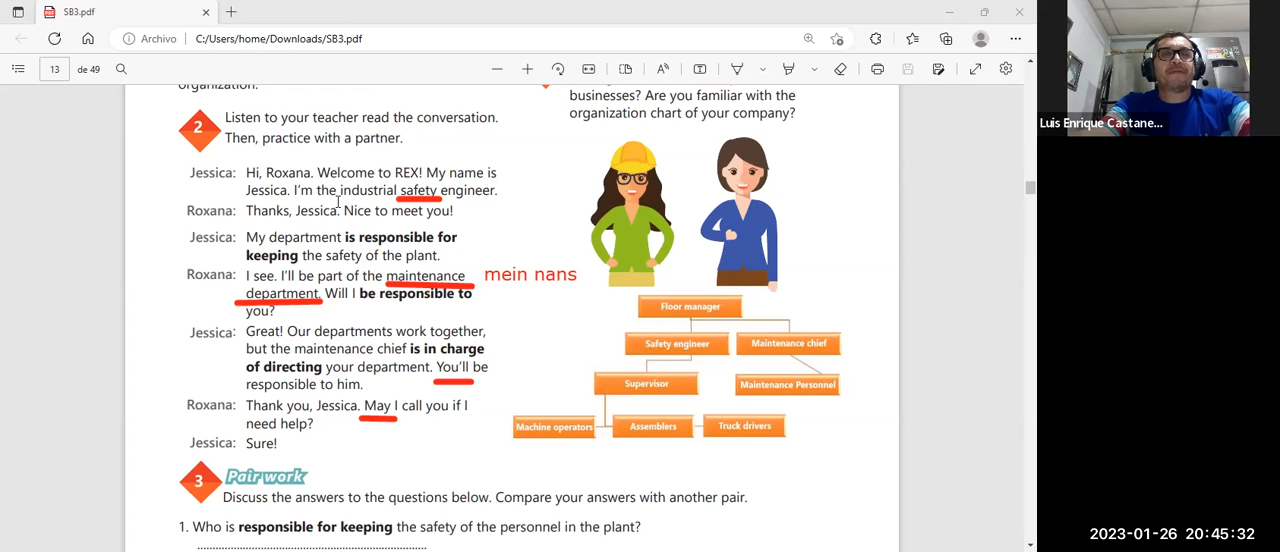 SB3.pdf
Archivo C:/Users/home/Downloads/SB3.pdf
13 de 49
organization.
2 Listen to your teacher read the conversation.
Then, practice with a partner.
Jessica: Hi, Roxana. Welcome to REX! My name is
Jessica. I'm the industrial safety engineer.
Roxana: Thanks, Jessica. Nice to meet you!
Jessica: My department is responsible for
keeping the safety of the plant.
Roxana: I see. I'll be part of the maintenance
department. Will I be responsible to
you?
mein nans
Jessica: Great! Our departments work together,
but the maintenance chief is in charge
of directing your department. You'll be
responsible to him.
Roxana: Thank you, Jessica. May I call you if I
need help?
Jessica: Sure!
businesses? Are you familiar with the
organization chart of your company?
Floor manager
Safety engineer Maintenance chief
Supervisor Maintenance Personnel
Machine operators Assemblers Truck drivers
3 Pair work
Discuss the answers to the questions below. Compare your answers with another pair.
1. Who is responsible for keeping the safety of the personnel in the plant?
Luis Enrique Castane...
2023-01-26 20:45:32